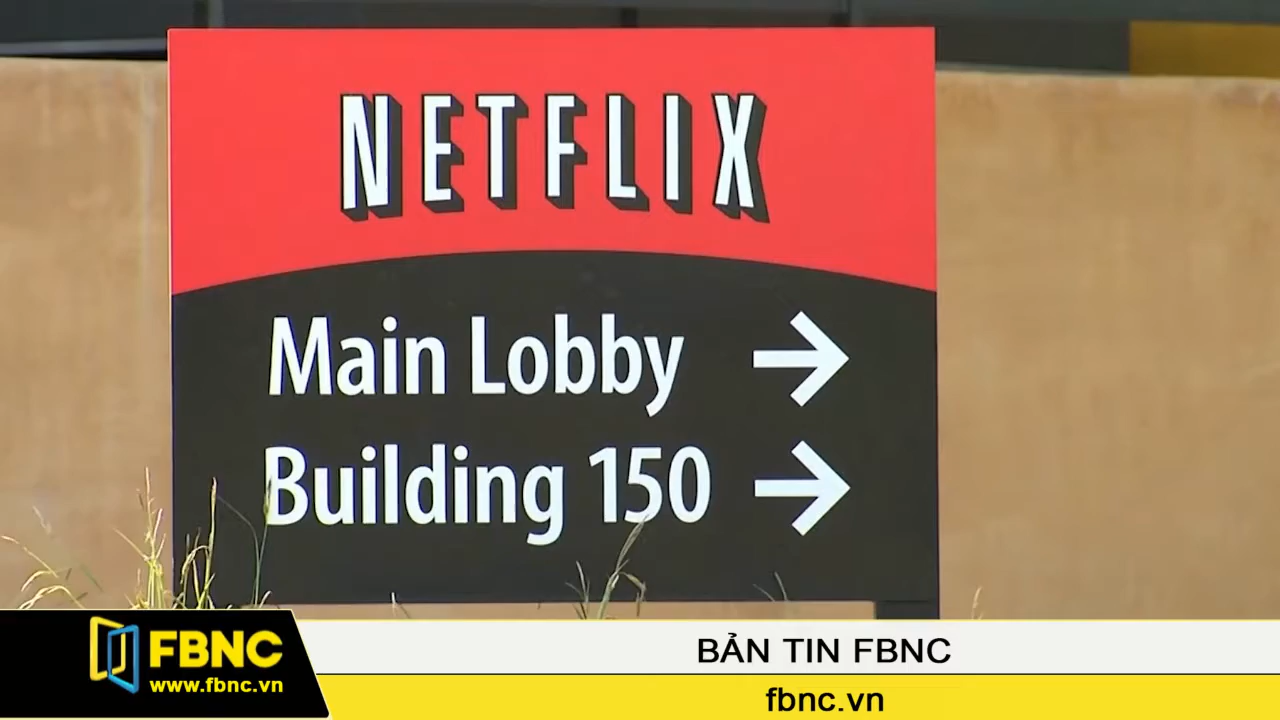 NETFLIX
Main Lobby →
Building 150 →
FBNC
www.fbnc.vn
BẢN TIN FBNC
fbnc.vn